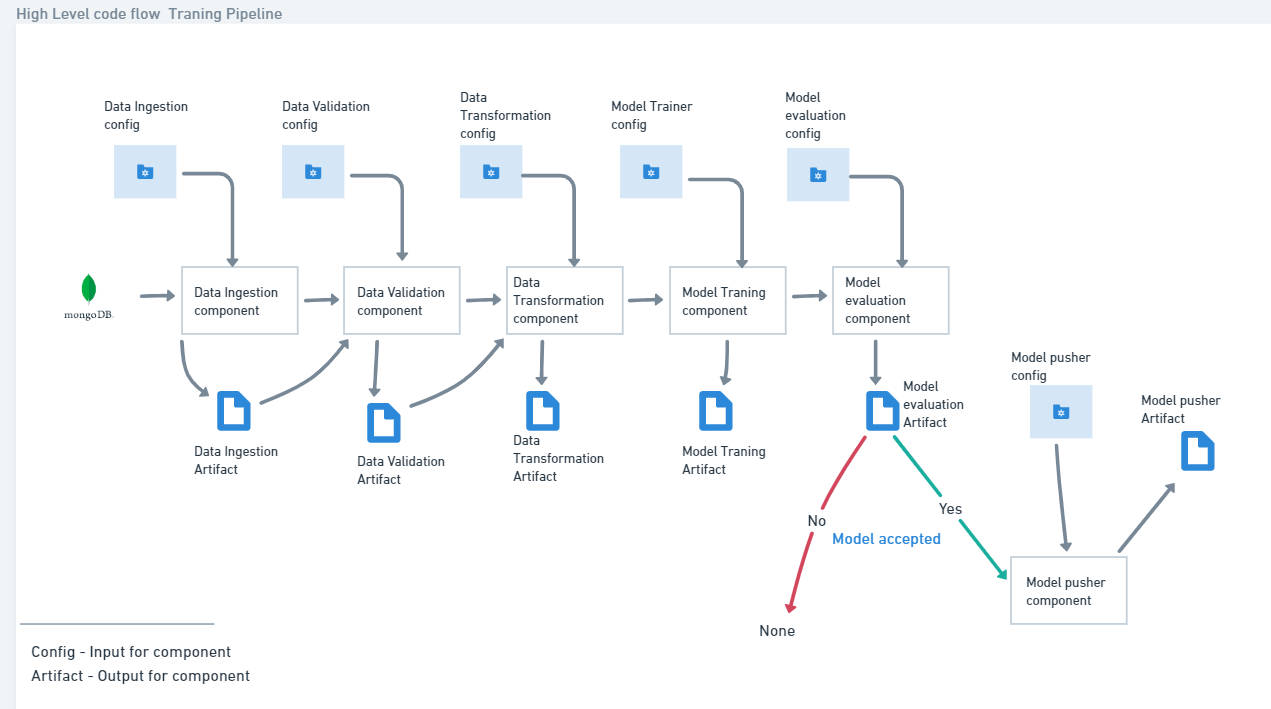 High Level code flow  Traning Pipeline
Data Ingestion
config
Data Validation
config
Data
Transformation
config
Model Trainer
config
Model
evaluation
config
mongoDB.
Data Ingestion
component
Data Validation
component
Data
Transformation
component
Model Traning
component
Model
evaluation
component
Data Ingestion
Artifact
Data Validation
Artifact
Data
Transformation
Artifact
Model Traning
Artifact
Model
evaluation
Artifact
Model pusher
config
Model pusher
Artifact
No
Yes
Model accepted
None
Model pusher
component
Config - Input for component
Artifact - Output for component